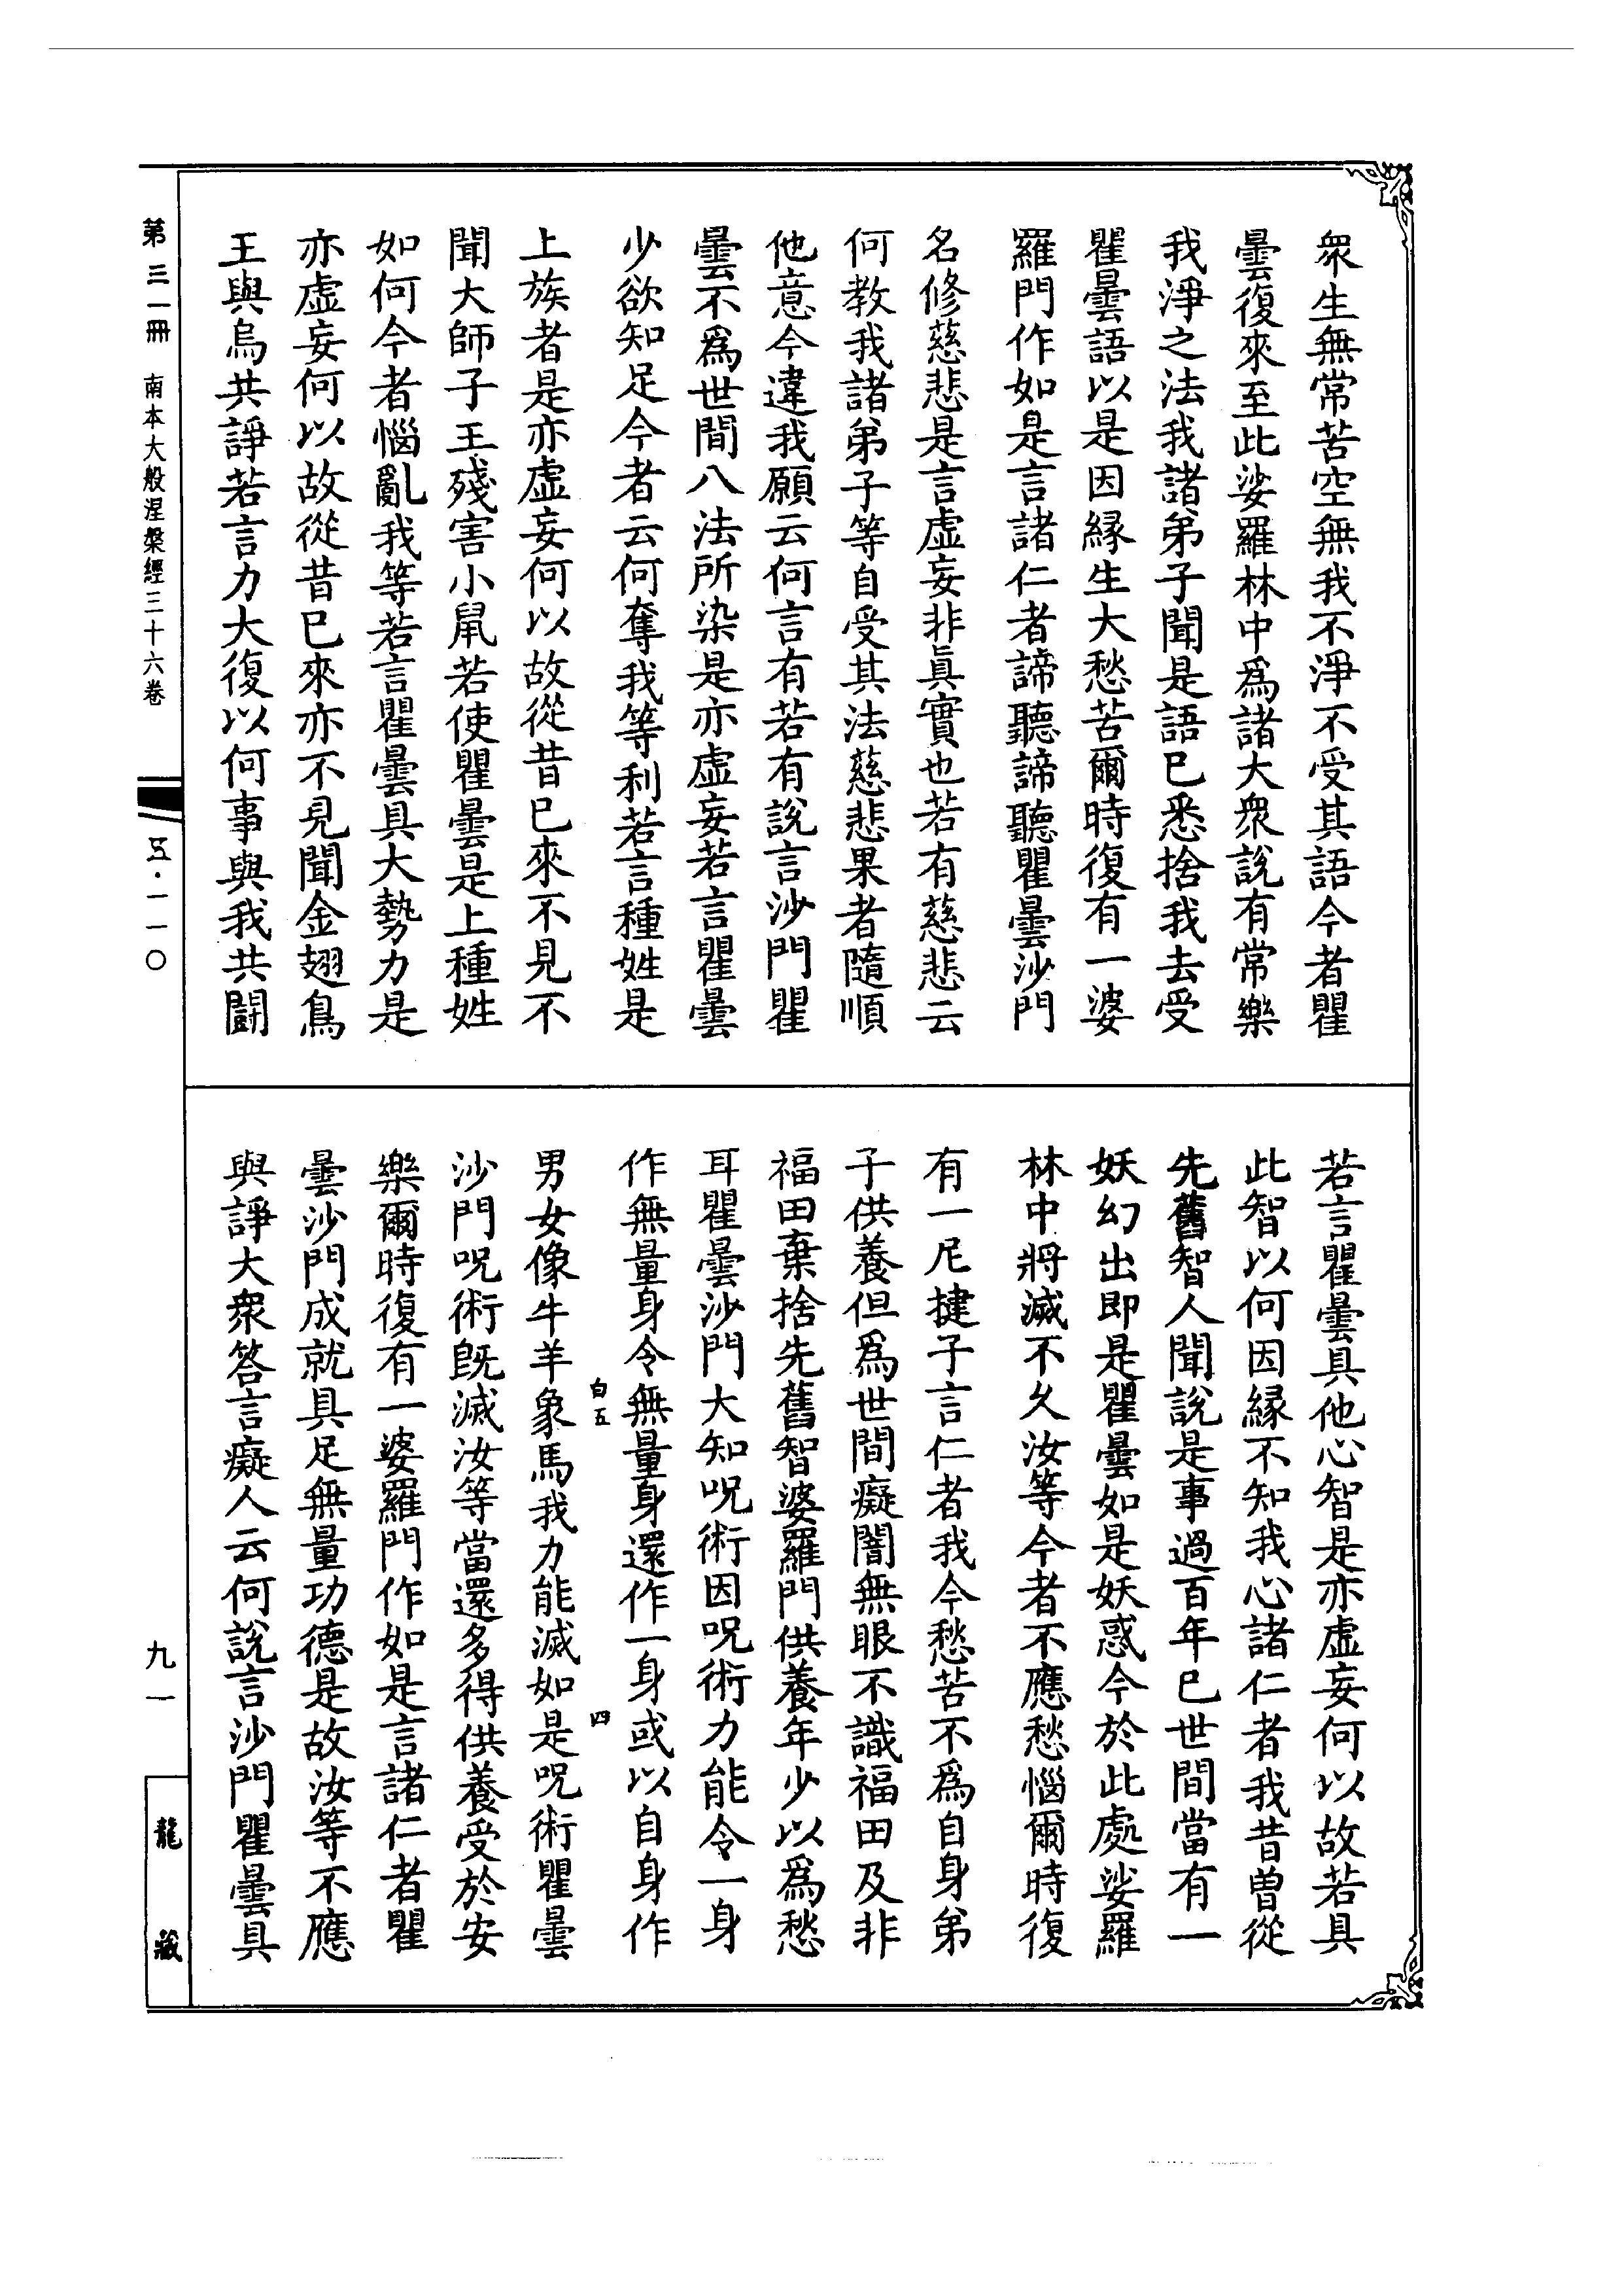 衆生無常苦空無我不淨不受其語今者瞿
曇復來至此娑羅林中爲諸大衆說有常樂
我淨之法我諸弟子聞是語已悉捨我去受
瞿曇語以是因緣生大愁苦爾時復有一婆
羅門作如是言諸仁者諦聽諦聽瞿曇沙門
名修慈悲是言虛妄非眞實也若有慈悲云
何教我諸弟子等自受其法慈悲果者隨順
他意今違我願云何言有若有說言沙門瞿
曇不爲世間八法所染是亦虛妄若言瞿曇
少欲知足今者云何奪我等利若言種姓是
上族者是亦虛妄何以故從昔已來不見不
聞大師子王殘害小鼠若使瞿曇是上種姓
如何今者惱亂我等若言瞿曇具大勢力是
亦虛妄何以故從昔已來亦不見聞金翅鳥
王與烏共諍若言力大復以何事與我共鬪
若言瞿曇具他心智是亦虛妄何以故若具
此智以何因緣不知我心諸仁者我昔曾從
先舊智人聞說是事過百年已世間當有一
妖幻出即是瞿曇如是妖惑今於此處娑羅
林中將滅不久汝等今者不應愁惱爾時復
有一尼揵子言仁者我今愁苦不爲自身弟
子供養但爲世間癡闇無眼不識福田及非
福田棄捨先舊智婆羅門供養年少以爲愁
耳瞿曇沙門大知呪術因呪術力能令一身
作無量身令無量身還作一身或以自身作
白五
四
男女像牛羊象馬我力能滅如是呪術瞿曇
沙門呪術旣滅汝等當還多得供養受於安
樂爾時復有一婆羅門作如是言諸仁者瞿
曇沙門成就具足無量功德是故汝等不應
與諍大衆答言癡人云何說言沙門瞿曇具
第三一冊 南本大般涅槃經三十六卷
五·一一〇
九一
龍藏